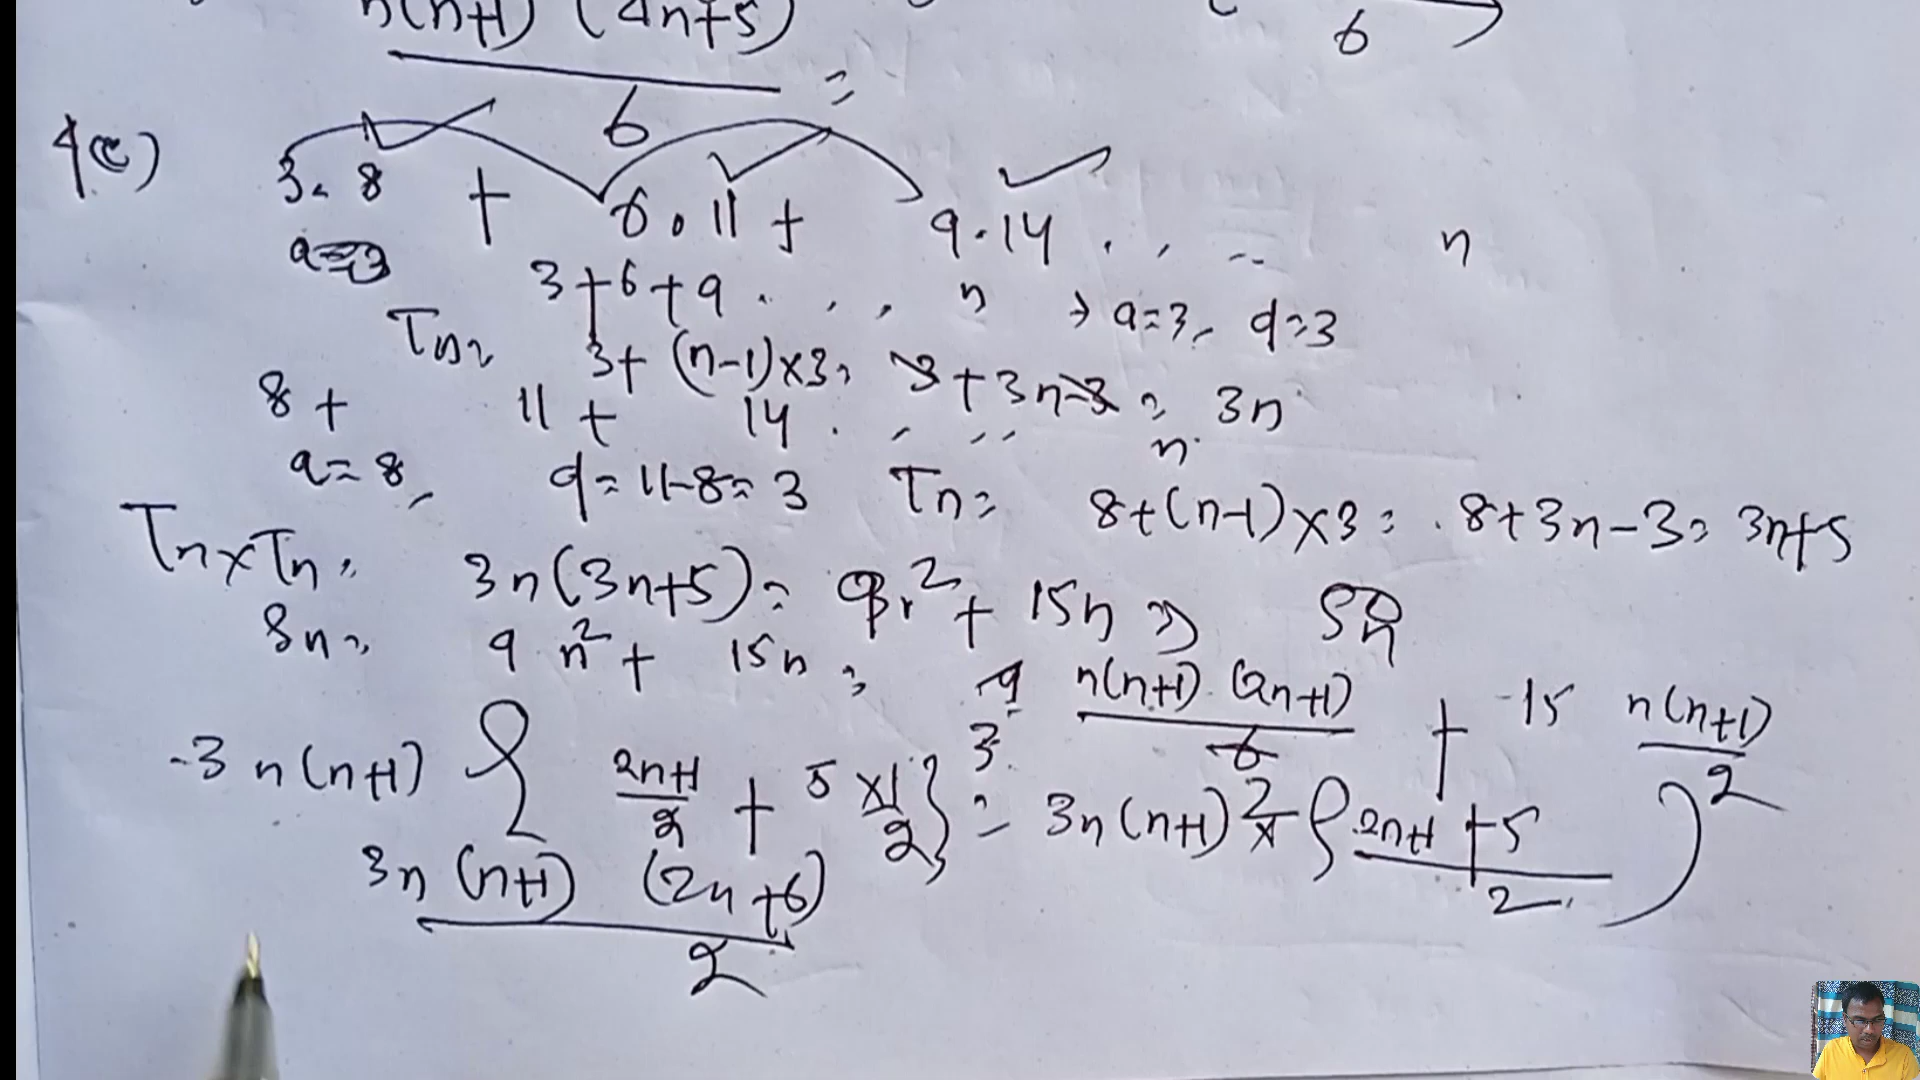 n(n+1) (4n+5)
6 =
6
4(c) 3.8 + 6.11 + 9.14 . . .. n
3+6+9 . . . n → a=3, d=3
Tn= 3+(n-1)×3= 3+3n-3 = 3n
8 + 11 + 14 . . . . n
a=8, d=11-8=3 Tn= 8+(n-1)×3= 8+3n-3= 3n+5
Tn×Tn= 3n(3n+5)= 9n²+15n ⇒ Sn
Sn= 9n²+15n = 9 n(n+1)(2n+1) + 15 n(n+1)
3 6 2
3n(n+1) { 2n+1/2 + 5×1/2 } = 3n(n+1) { 2n+1+5
2 )
3n(n+1) (2n+6)
2